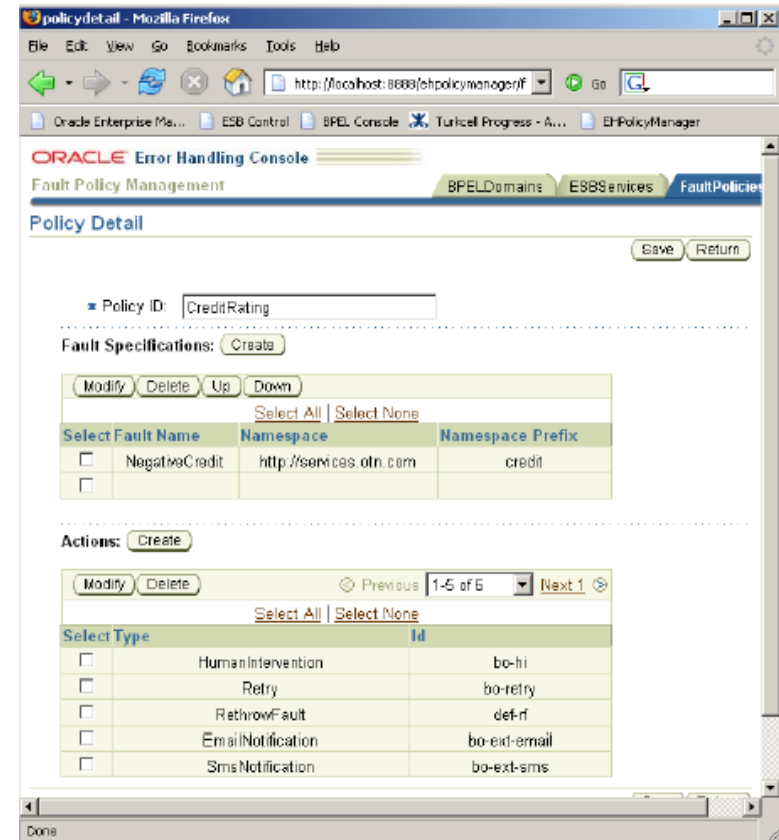 policydetail - Mozilla Firefox
File Edit View Go Bookmarks Tools Help
http://localhost:8888/ehpolicymanager/f Go G
Oracle Enterprise Ma... ESB Control BPEL Console Turkcell Progress - A... EHPolicyManager
ORACLE Error Handling Console
Fault Policy Management BPELDomains ESBServices FaultPolicies
Policy Detail
Save Return
* Policy ID: CreditRating
Fault Specifications: Create
Modify Delete Up Down
Select All | Select None
Select Fault Name Namespace Namespace Prefix
NegativeCredit http://services.otn.com credit
Actions: Create
Modify Delete Previous 1-5 of 6 Next 1
Select All | Select None
Select Type Id
HumanIntervention bo-hi
Retry bo-retry
RethrowFault def-rf
EmailNotification bo-ext-email
SmsNotification bo-ext-sms
Done